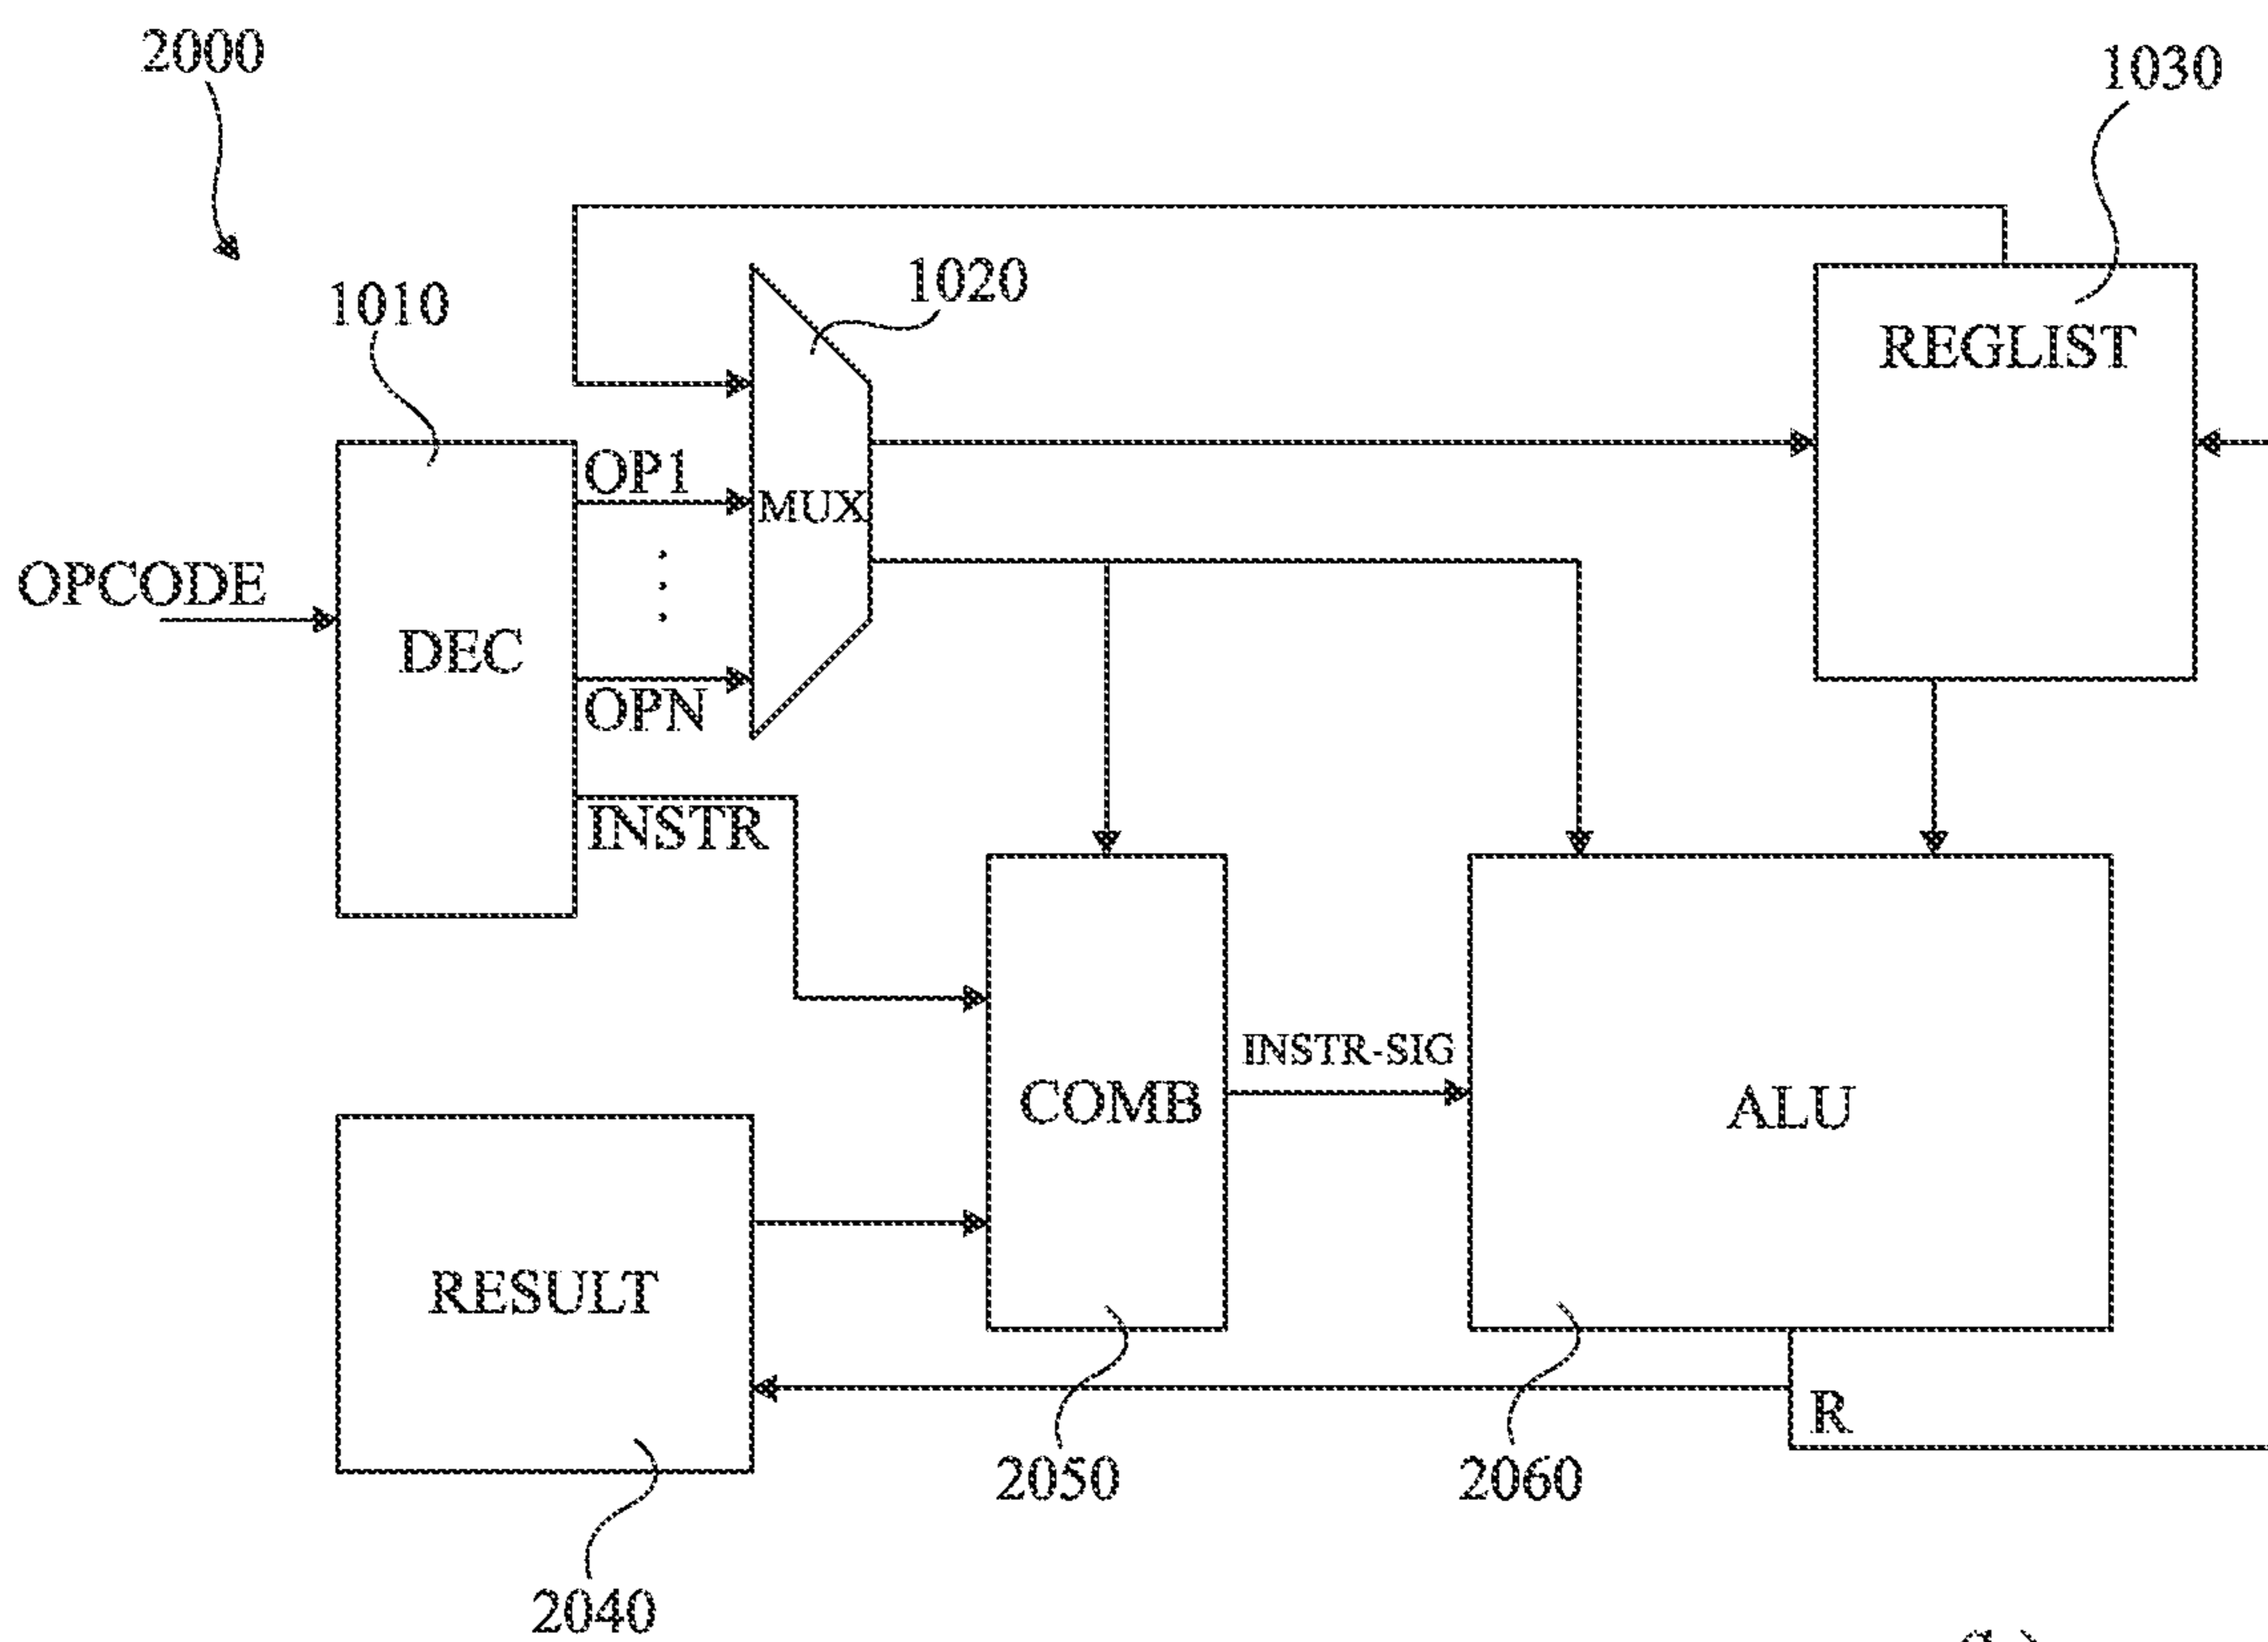 2000
1030
1020
1010
REGLIST
OP1
MUX
OPCODE
DEC
OPN
INSTR
INSTR-SIG
COMB
ALU
RESULT
R
2050
2060
2040